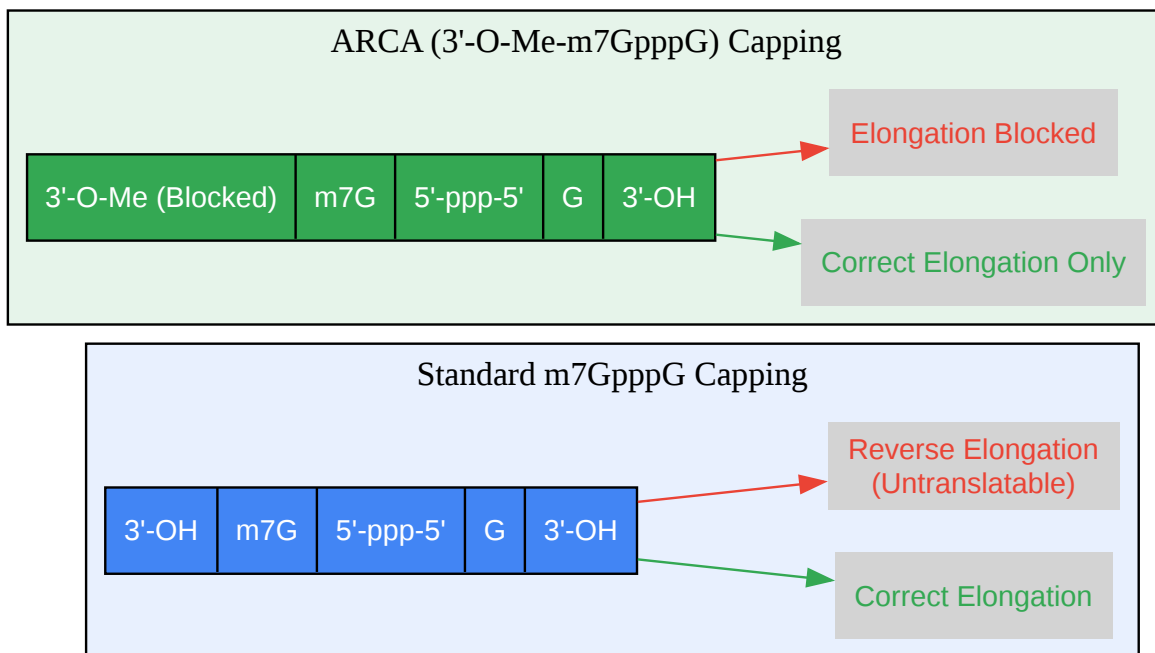 ARCA (3'-O-Me-m7GpppG) Capping
3'-O-Me (Blocked) m7G 5'-ppp-5' G 3'-OH
Elongation Blocked
Correct Elongation Only
Standard m7GpppG Capping
3'-OH m7G 5'-ppp-5' G 3'-OH
Reverse Elongation
(Untranslatable)
Correct Elongation